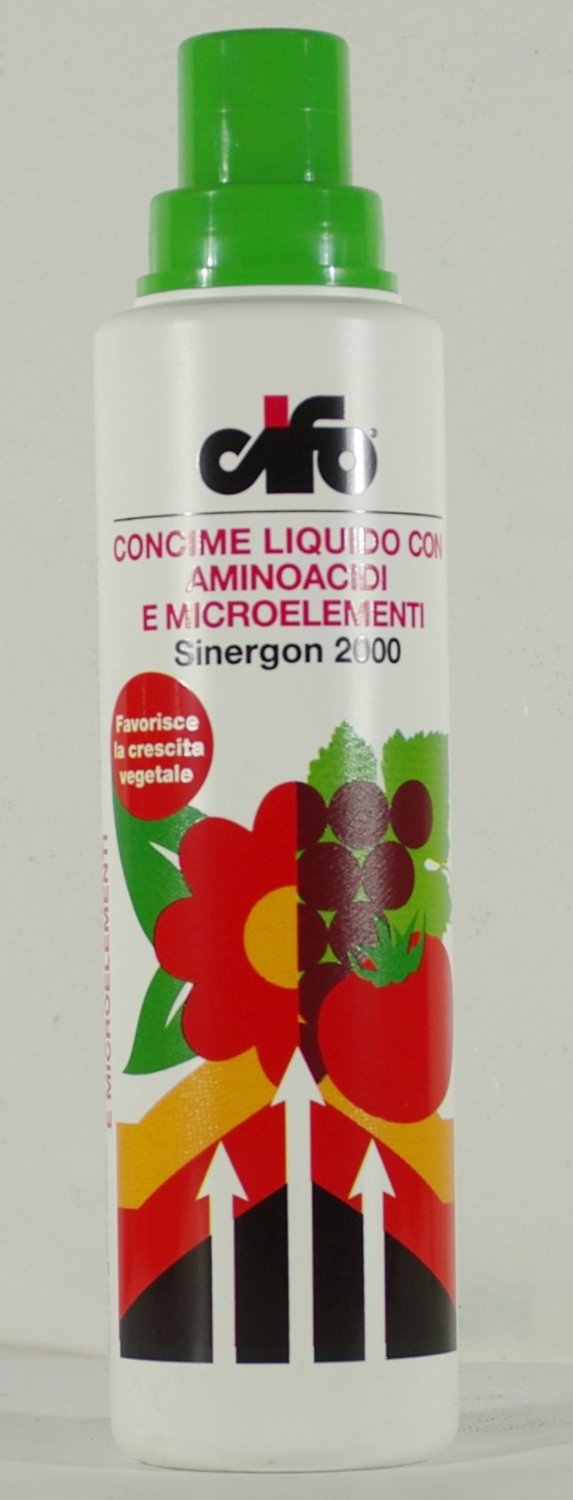 cifo
CONCIME LIQUIDO CON
AMINOACIDI
E MICROELEMENTI
Sinergon 2000
Favorisce
la crescita
vegetale
E MICROELEMENTI